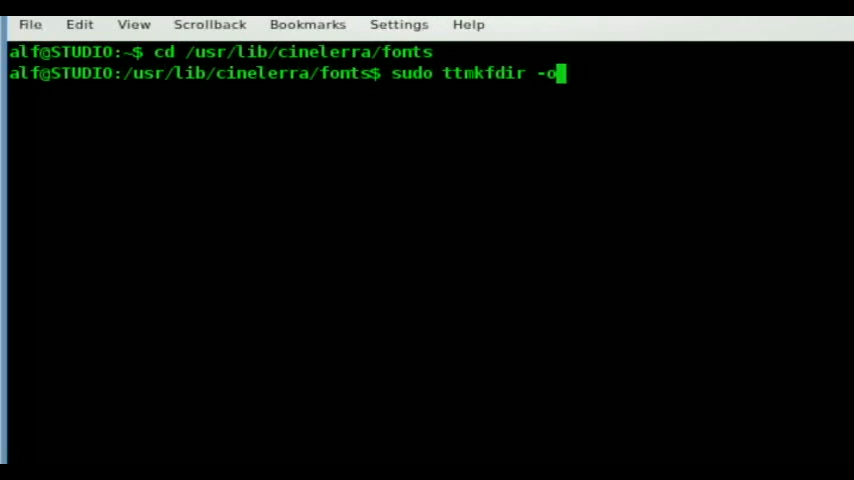 File Edit View Scrollback Bookmarks Settings Help
alf@STUDIO:~$ cd /usr/lib/cinelerra/fonts
alf@STUDIO:/usr/lib/cinelerra/fonts$ sudo ttmkfdir -o